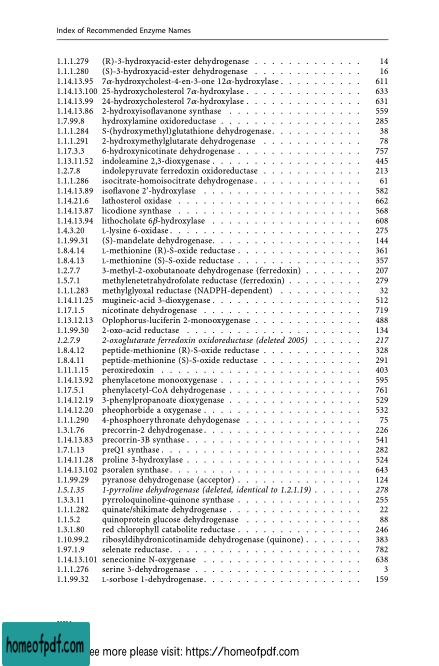 Index of Recommended Enzyme Names
1.1.1.279 (R)-3-hydroxyacid-ester dehydrogenase . . . . . . . . . . . . . 14
1.1.1.280 (S)-3-hydroxyacid-ester dehydrogenase . . . . . . . . . . . . . 16
1.14.13.95 7α-hydroxycholest-4-en-3-one 12α-hydroxylase . . . . . . . . . . 611
1.14.13.100 25-hydroxycholesterol 7α-hydroxylase . . . . . . . . . . . . . 633
1.14.13.99 24-hydroxycholesterol 7α-hydroxylase . . . . . . . . . . . . . 631
1.14.13.86 2-hydroxyisoflavanone synthase . . . . . . . . . . . . . . . 559
1.7.99.8 hydroxylamine oxidoreductase . . . . . . . . . . . . . . . . 285
1.1.1.284 S-(hydroxymethyl)glutathione dehydrogenase . . . . . . . . . . . 38
1.1.1.291 2-hydroxymethylglutarate dehydrogenase . . . . . . . . . . . . 78
1.17.3.3 6-hydroxynicotinate dehydrogenase . . . . . . . . . . . . . . 757
1.13.11.52 indoleamine 2,3-dioxygenase . . . . . . . . . . . . . . . . 445
1.2.7.8 indolepyruvate ferredoxin oxidoreductase . . . . . . . . . . . . 213
1.1.1.286 isocitrate-homoisocitrate dehydrogenase . . . . . . . . . . . . . 61
1.14.13.89 isoflavone 2'-hydroxylase . . . . . . . . . . . . . . . . . 582
1.14.21.6 lathosterol oxidase . . . . . . . . . . . . . . . . . . . 662
1.14.13.87 licodione synthase . . . . . . . . . . . . . . . . . . . 568
1.14.13.94 lithocholate 6β-hydroxylase . . . . . . . . . . . . . . . . 608
1.4.3.20 L-lysine 6-oxidase . . . . . . . . . . . . . . . . . . . . 275
1.1.99.31 (S)-mandelate dehydrogenase . . . . . . . . . . . . . . . . 144
1.8.4.14 L-methionine (R)-S-oxide reductase . . . . . . . . . . . . . . 361
1.8.4.13 L-methionine (S)-S-oxide reductase . . . . . . . . . . . . . . 357
1.2.7.7 3-methyl-2-oxobutanoate dehydrogenase (ferredoxin) . . . . . . . . 207
1.5.7.1 methylenetetrahydrofolate reductase (ferredoxin) . . . . . . . . . . 279
1.1.1.283 methylglyoxal reductase (NADPH-dependent) . . . . . . . . . . . 32
1.14.11.25 mugineic-acid 3-dioxygenase . . . . . . . . . . . . . . . . 512
1.17.1.5 nicotinate dehydrogenase . . . . . . . . . . . . . . . . . 719
1.13.12.13 Oplophorus-luciferin 2-monooxygenase . . . . . . . . . . . . . 488
1.1.99.30 2-oxo-acid reductase . . . . . . . . . . . . . . . . . . . 134
1.2.7.9 2-oxoglutarate ferredoxin oxidoreductase (deleted 2005) . . . . . . . 217
1.8.4.12 peptide-methionine (R)-S-oxide reductase . . . . . . . . . . . . 328
1.8.4.11 peptide-methionine (S)-S-oxide reductase . . . . . . . . . . . . 291
1.11.1.15 peroxiredoxin . . . . . . . . . . . . . . . . . . . . . 403
1.14.13.92 phenylacetone monooxygenase . . . . . . . . . . . . . . . . 595
1.17.5.1 phenylacetyl-CoA dehydrogenase . . . . . . . . . . . . . . . 761
1.14.12.19 3-phenylpropanoate dioxygenase . . . . . . . . . . . . . . . 529
1.14.12.20 pheophorbide a oxygenase . . . . . . . . . . . . . . . . . 532
1.1.1.290 4-phosphoerythronate dehydogenase . . . . . . . . . . . . . . 75
1.3.1.76 precorrin-2 dehydrogenase . . . . . . . . . . . . . . . . . 226
1.14.13.83 precorrin-3B synthase . . . . . . . . . . . . . . . . . . 541
1.7.1.13 preQ1 synthase . . . . . . . . . . . . . . . . . . . . . 282
1.14.11.28 proline 3-hydroxylase . . . . . . . . . . . . . . . . . . 524
1.14.13.102 psoralen synthase . . . . . . . . . . . . . . . . . . . . 643
1.1.99.29 pyranose dehydrogenase (acceptor) . . . . . . . . . . . . . . 124
1.5.1.35 1-pyrroline dehydrogenase (deleted, identical to 1.2.1.19) . . . . . . 278
1.3.3.11 pyrroloquinoline-quinone synthase . . . . . . . . . . . . . . 255
1.1.1.282 quinate/shikimate dehydrogenase . . . . . . . . . . . . . . . 22
1.1.5.2 quinoprotein glucose dehydrogenase . . . . . . . . . . . . . . 88
1.3.1.80 red chlorophyll catabolite reductase . . . . . . . . . . . . . . 246
1.10.99.2 ribosyldihydronicotinamide dehydrogenase (quinone) . . . . . . . . 383
1.97.1.9 selenate reductase . . . . . . . . . . . . . . . . . . . . 782
1.14.13.101 senecionine N-oxygenase . . . . . . . . . . . . . . . . . 638
1.1.1.276 serine 3-dehydrogenase . . . . . . . . . . . . . . . . . . 3
1.1.99.32 L-sorbose 1-dehydrogenase . . . . . . . . . . . . . . . . . 159
homeofpdf.com
ee more please visit: https://homeofpdf.com